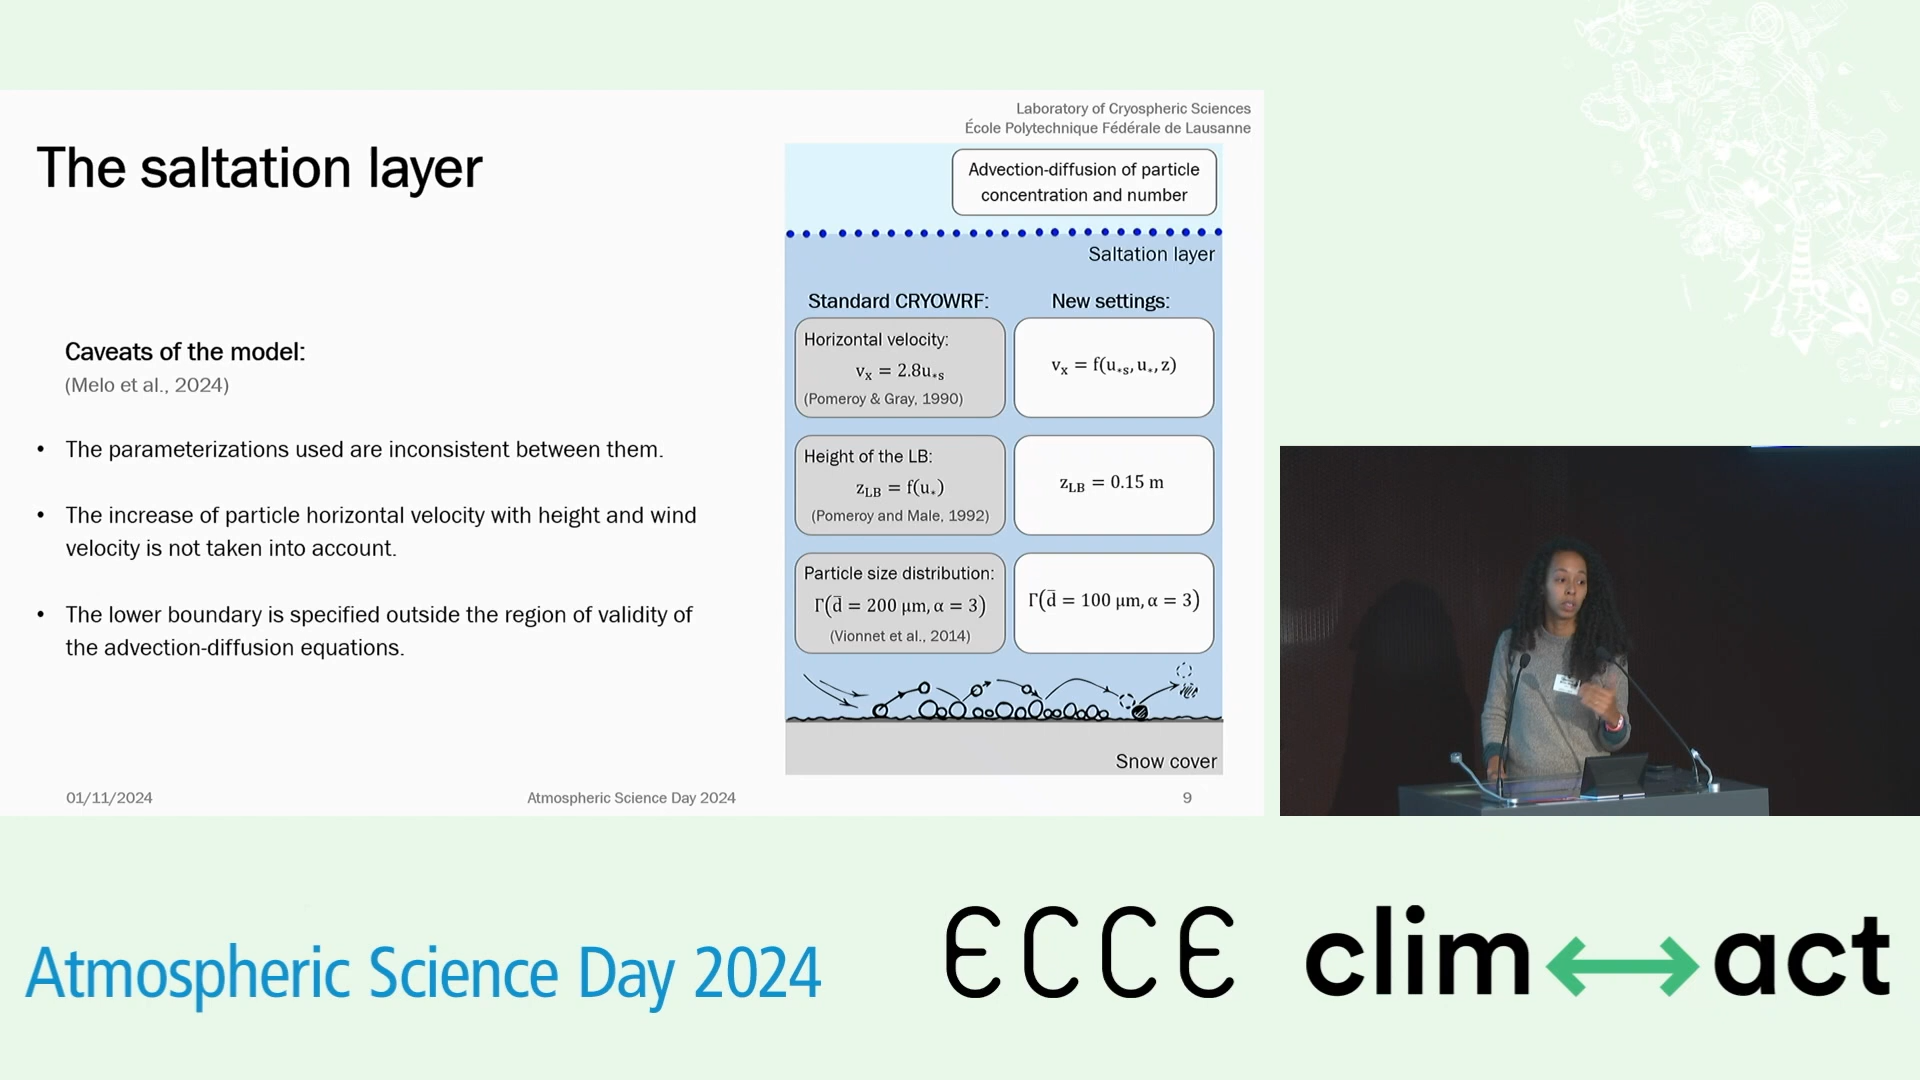 Laboratory of Cryospheric Sciences
École Polytechnique Fédérale de Lausanne
The saltation layer
Caveats of the model:
(Melo et al., 2024)
• The parameterizations used are inconsistent between them.
• The increase of particle horizontal velocity with height and wind
velocity is not taken into account.
• The lower boundary is specified outside the region of validity of
the advection-diffusion equations.
Advection-diffusion of particle
concentration and number
Saltation layer
Standard CRYOWRF:
New settings:
Horizontal velocity:
vₓ = 2.8u*s
(Pomeroy & Gray, 1990)
vₓ = f(u*s, u*, z)
Height of the LB:
z_LB = f(u*)
(Pomeroy and Male, 1992)
z_LB = 0.15 m
Particle size distribution:
Γ(d̄ = 200 μm, α = 3)
(Vionnet et al., 2014)
Γ(d̄ = 100 μm, α = 3)
Snow cover
01/11/2024
Atmospheric Science Day 2024
9
Atmospheric Science Day 2024
ECCE
clim act